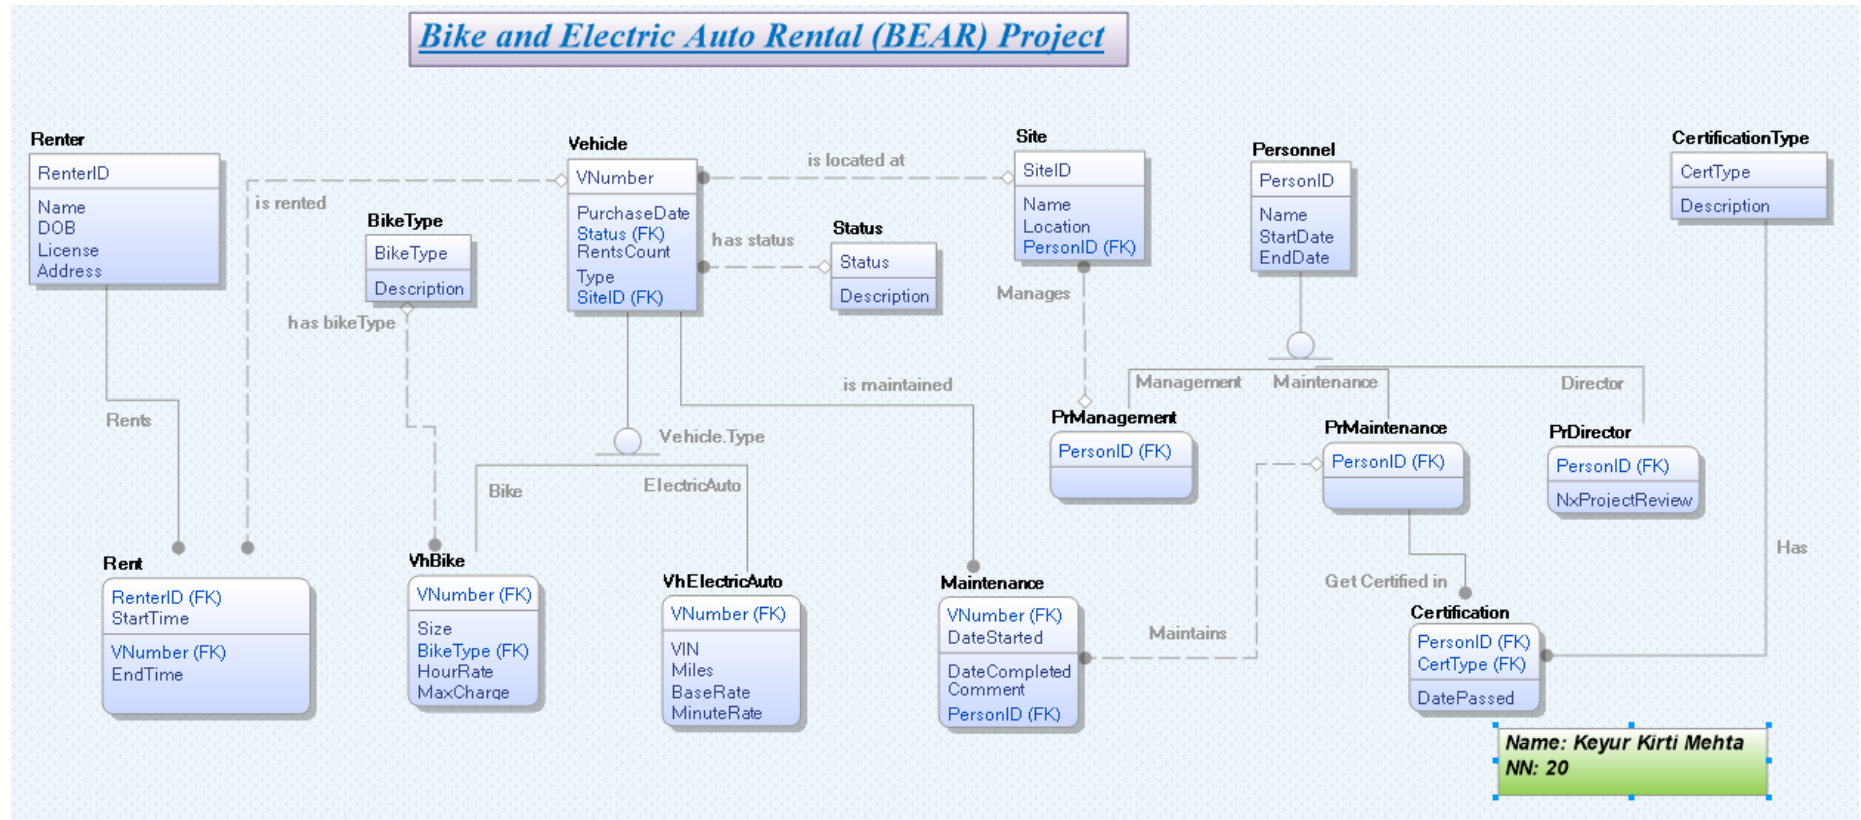 Bike and Electric Auto Rental (BEAR) Project
Renter
RenterID
Name
DOB
License
Address
Rents
is rented
BikeType
BikeType
Description
has bikeType
Vehicle
VNumber
PurchaseDate
Status (FK)
RentsCount
Type
SiteID (FK)
is located at
has status
Status
Status
Description
Site
SiteID
Name
Location
PersonID (FK)
Manages
Personnel
PersonID
Name
StartDate
EndDate
CertificationType
CertType
Description
is maintained
Vehicle.Type
Bike
ElectricAuto
Management
Maintenance
Director
PrManagement
PersonID (FK)
PrMaintenance
PersonID (FK)
PrDirector
PersonID (FK)
NxProjectReview
Has
Get Certified in
Maintains
Rent
RenterID (FK)
StartTime
VNumber (FK)
EndTime
VhBike
VNumber (FK)
Size
BikeType (FK)
HourRate
MaxCharge
VhElectricAuto
VNumber (FK)
VIN
Miles
BaseRate
MinuteRate
Maintenance
VNumber (FK)
DateStarted
DateCompleted
Comment
PersonID (FK)
Certification
PersonID (FK)
CertType (FK)
DatePassed
Name: Keyur Kirti Mehta
NN: 20